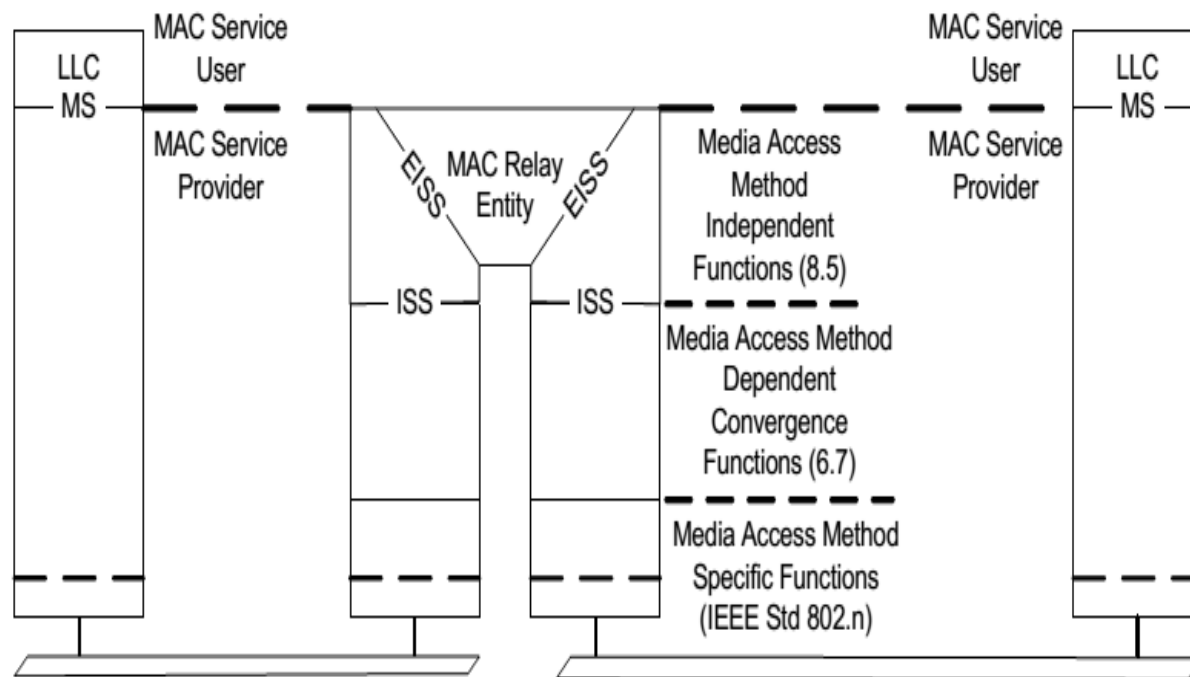 MAC Service
User
LLC
MS
MAC Service
Provider
EISS
MAC Relay
Entity
EISS
ISS
ISS
Media Access
Method
Independent
Functions (8.5)
Media Access Method
Dependent
Convergence
Functions (6.7)
Media Access Method
Specific Functions
(IEEE Std 802.n)
MAC Service
User
LLC
MS
MAC Service
Provider